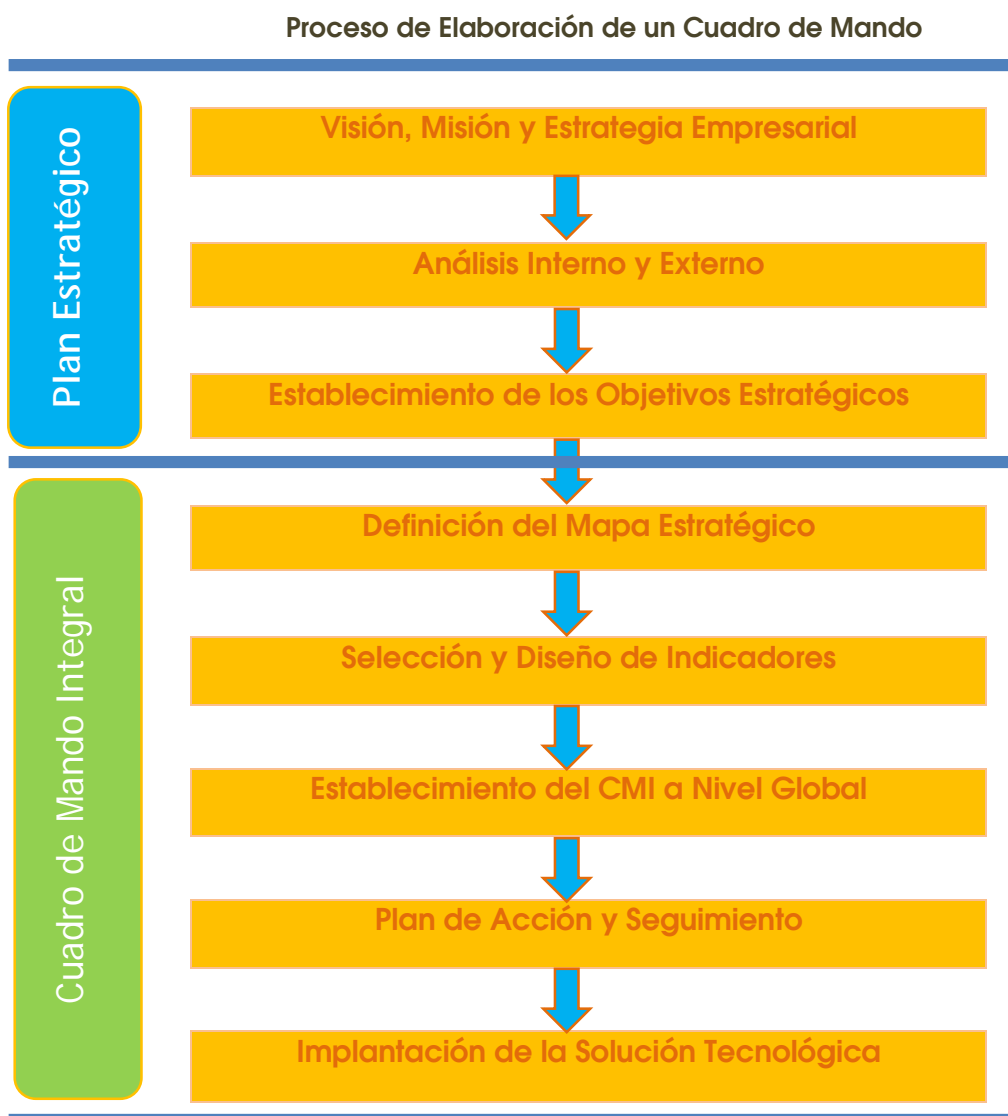 Proceso de Elaboración de un Cuadro de Mando
Plan Estratégico
Visión, Misión y Estrategia Empresarial
Análisis Interno y Externo
Establecimiento de los Objetivos Estratégicos
Cuadro de Mando Integral
Definición del Mapa Estratégico
Selección y Diseño de Indicadores
Establecimiento del CMI a Nivel Global
Plan de Acción y Seguimiento
Implantación de la Solución Tecnológica